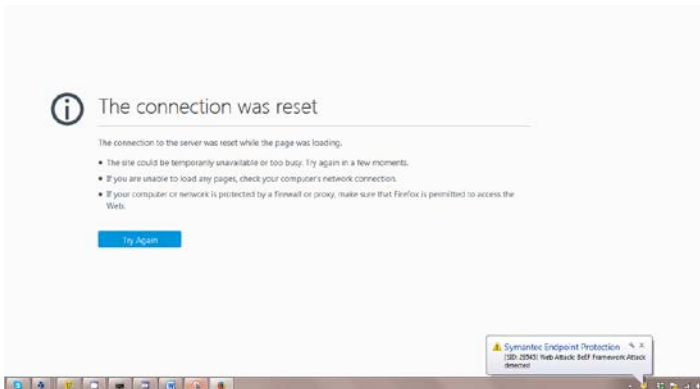 The connection was reset
The connection to the server was reset while the page was loading.
The site could be temporarily unavailable or too busy. Try again in a few moments.
If you are unable to load any pages, check your computer's network connection.
If your computer or network is protected by a firewall or proxy, make sure that Firefox is permitted to access the
Web.
Try Again
Symantec Endpoint Protection
[SID: 29545] Web Attack: BeEF Framework Attack
detected